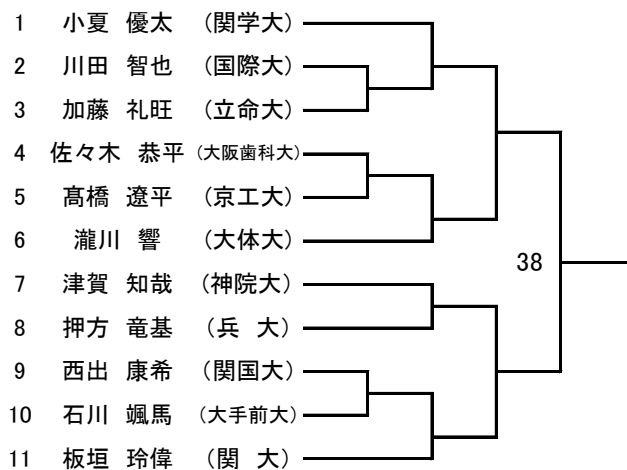 1 小夏 優太 (関学大)
2 川田 智也 (国際大)
3 加藤 礼旺 (立命大)
4 佐々木 恭平 (大阪歯科大)
5 髙橋 遼平 (京工大)
6 瀧川 響 (大体大)
38
7 津賀 知哉 (神院大)
8 押方 竜基 (兵 大)
9 西出 康希 (関国大)
10 石川 颯馬 (大手前大)
11 板垣 玲偉 (関 大)